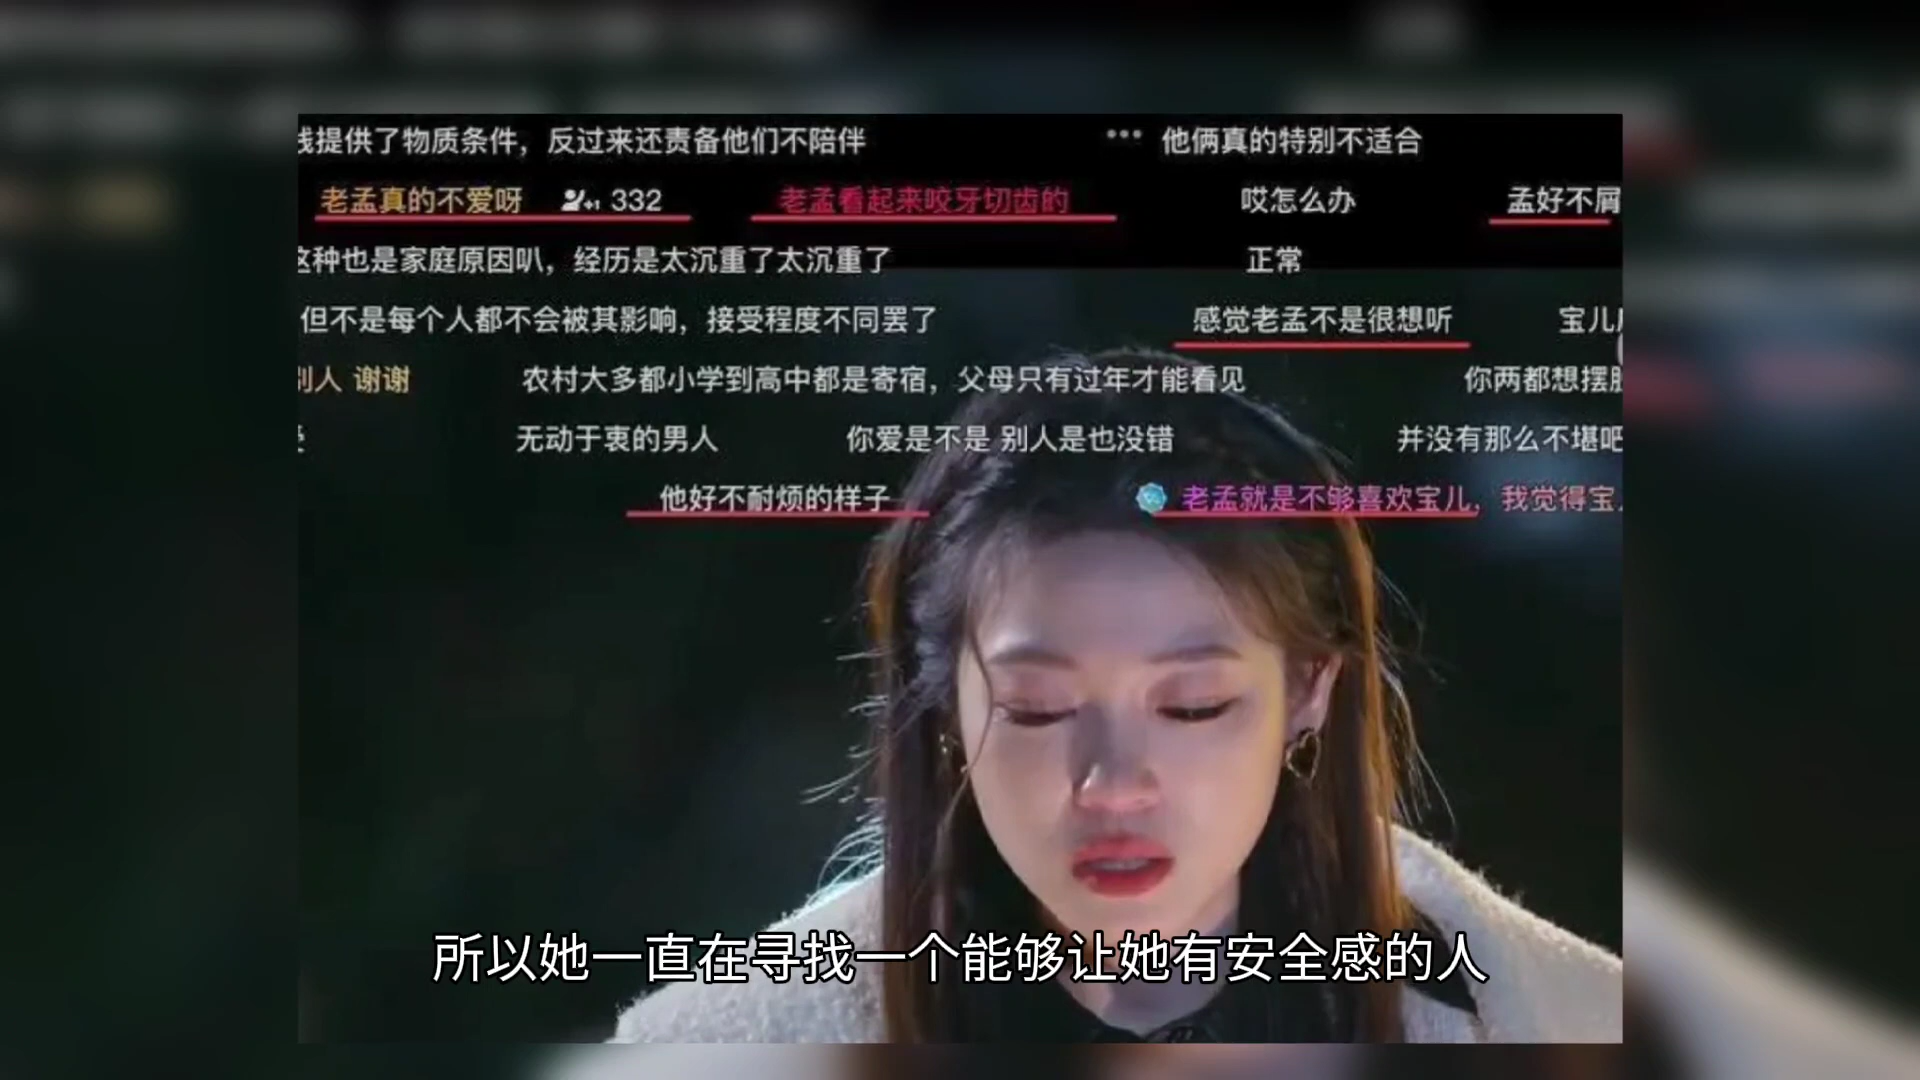 提供了物质条件，反过来还责备他们不陪伴 他俩真的特别不适合
老孟真的不爱呀 +1 332 老孟看起来咬牙切齿的 哎怎么办 孟好不屑
这种也是家庭原因叭，经历是太沉重了太沉重了 正常
但不是每个人都不会被其影响，接受程度不同罢了 感觉老孟不是很想听 宝儿
别人 谢谢 农村大多都小学到高中都是寄宿，父母只有过年才能看见 你两都想摆
无动于衷的男人 你爱是不是 别人是也没错 并没有那么不堪吧
他好不耐烦的样子 老孟就是不够喜欢宝儿，我觉得宝
所以她一直在寻找一个能够让她有安全感的人